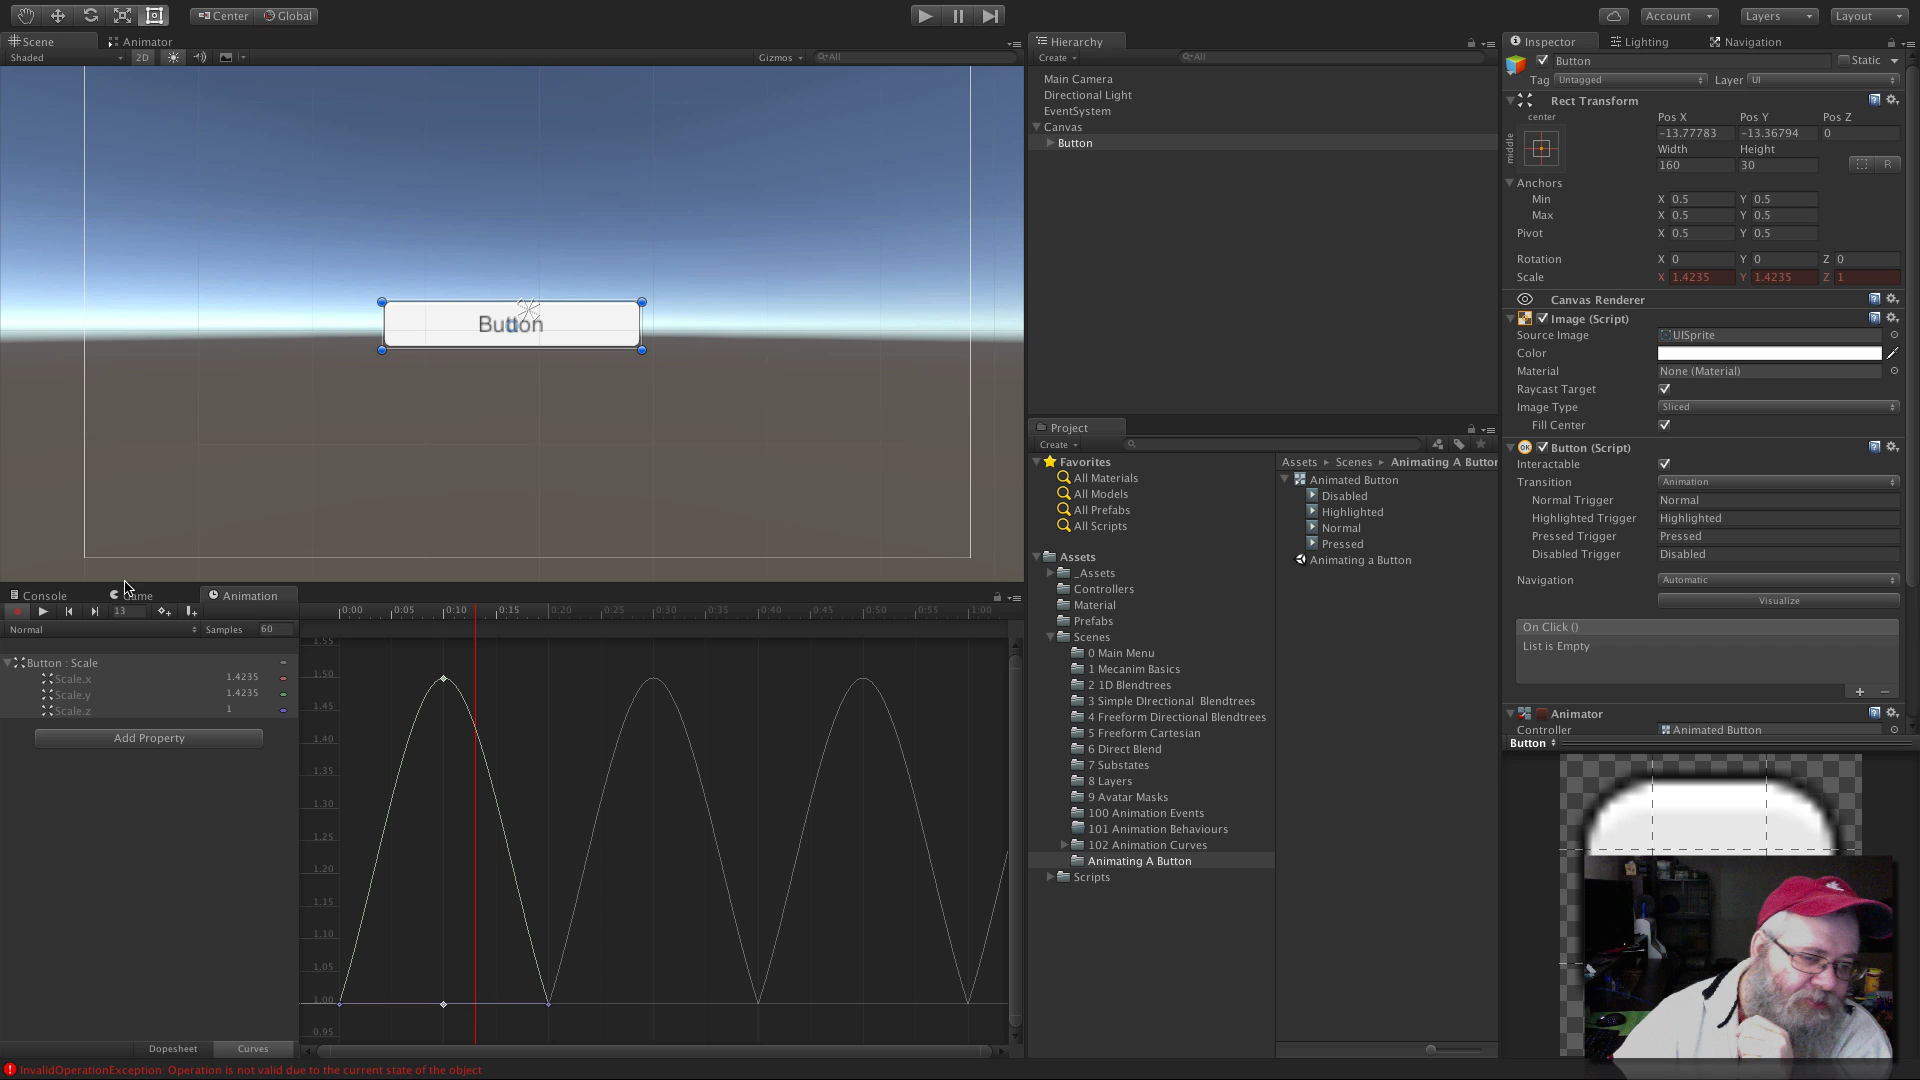 Center Global Account Layers Layout
Scene Animator
Shaded 2D Gizmos All
Hierarchy
Create All
Main Camera
Directional Light
EventSystem
Canvas
Button
Button
Project
Create
Favorites
All Materials
All Models
All Prefabs
All Scripts
Assets
_Assets
Controllers
Material
Prefabs
Scenes
0 Main Menu
1 Mecanim Basics
2 1D Blendtrees
3 Simple DIrectional Blendtrees
4 Freeform Directional Blendtrees
5 Freeform Cartesian
6 Direct Blend
7 Substates
8 Layers
9 Avatar Masks
100 Animation Events
101 Animation Behaviours
102 Animation Curves
Animating A Button
Scripts
Assets Scenes Animating A Button
Animated Button
Disabled
Highlighted
Normal
Pressed
Animating a Button
Inspector Lighting Navigation
Button Static
Tag Untagged Layer UI
Rect Transform
center Pos X Pos Y Pos Z
middle -13.77783 -13.36794 0
Width Height
160 30 R
Anchors
Min X 0.5 Y 0.5
Max X 0.5 Y 0.5
Pivot X 0.5 Y 0.5
Rotation X 0 Y 0 Z 0
Scale X 1.4235 Y 1.4235 Z 1
Canvas Renderer
Image (Script)
Source Image UISprite
Color
Material None (Material)
Raycast Target
Image Type Sliced
Fill Center
OK Button (Script)
Interactable
Transition Animation
Normal Trigger Normal
Highlighted Trigger Highlighted
Pressed Trigger Pressed
Disabled Trigger Disabled
Navigation Automatic
Visualize
On Click ()
List is Empty
Animator
Controller Animated Button
Button
Console Game Animation
13 0:00 0:05 0:10 0:15 0:20 0:25 0:30 0:35 0:40 0:45 0:50 0:55 1:00
Normal Samples 60
Button : Scale
Scale.x 1.4235
Scale.y 1.4235
Scale.z 1
Add Property
1.55
1.50
1.45
1.40
1.35
1.30
1.25
1.20
1.15
1.10
1.05
1.00
0.95
Dopesheet Curves
InvalidOperationException: Operation is not valid due to the current state of the object